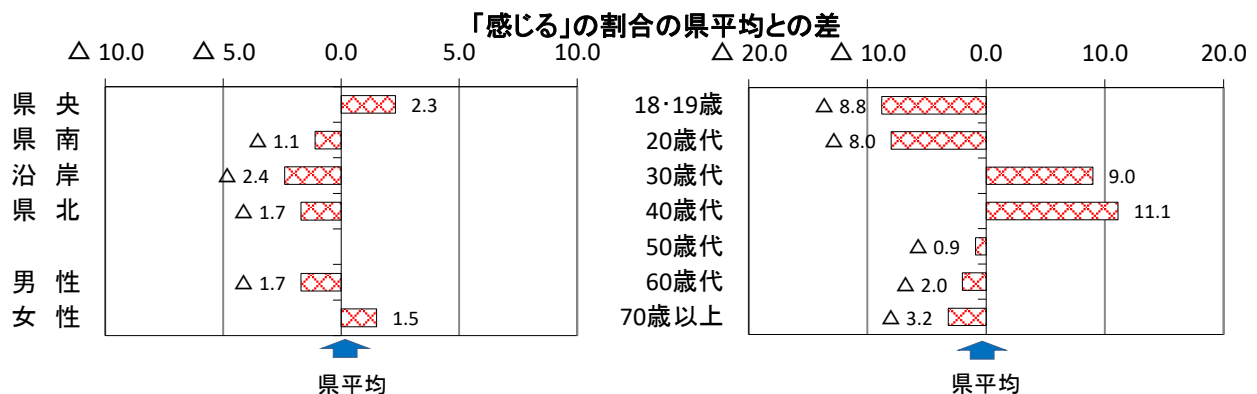 「感じる」の割合の県平均との差
△ 10.0 △ 5.0 0.0 5.0 10.0
県 央 2.3
県 南 △ 1.1
沿 岸 △ 2.4
県 北 △ 1.7
男 性 △ 1.7
女 性 1.5
県平均
△ 20.0 △ 10.0 0.0 10.0 20.0
18・19歳 △ 8.8
20歳代 △ 8.0
30歳代 9.0
40歳代 11.1
50歳代 △ 0.9
60歳代 △ 2.0
70歳以上 △ 3.2
県平均